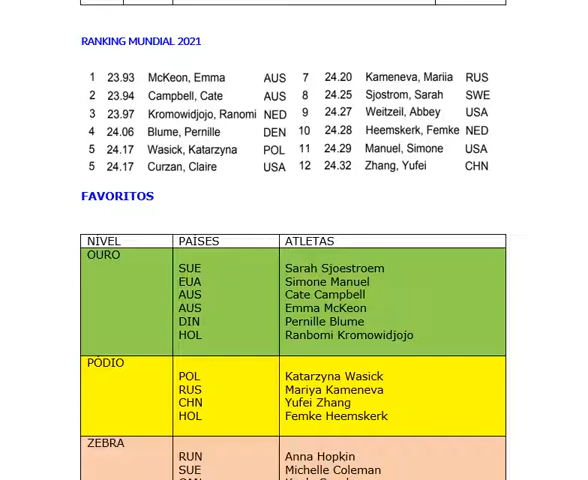 RANKING MUNDIAL 2021
1 23.93 McKeon, Emma AUS 7 24.20 Kameneva, Mariia RUS
2 23.94 Campbell, Cate AUS 8 24.25 Sjostrom, Sarah SWE
3 23.97 Kromowidjojo, Ranomi NED 9 24.27 Weitzeil, Abbey USA
4 24.06 Blume, Pernille DEN 10 24.28 Heemskerk, Femke NED
5 24.17 Wasick, Katarzyna POL 11 24.29 Manuel, Simone USA
5 24.17 Curzan, Claire USA 12 24.32 Zhang, Yufei CHN
FAVORITOS
NÍVEL PAÍSES ATLETAS
OURO
SUE Sarah Sjoestroem
EUA Simone Manuel
AUS Cate Campbell
AUS Emma McKeon
DIN Pernille Blume
HOL Ranbomi Kromowidjojo
PÓDIO
POL Katarzyna Wasick
RUS Mariya Kameneva
CHN Yufei Zhang
HOL Femke Heemskerk
ZEBRA
RUN Anna Hopkin
SUE Michelle Coleman